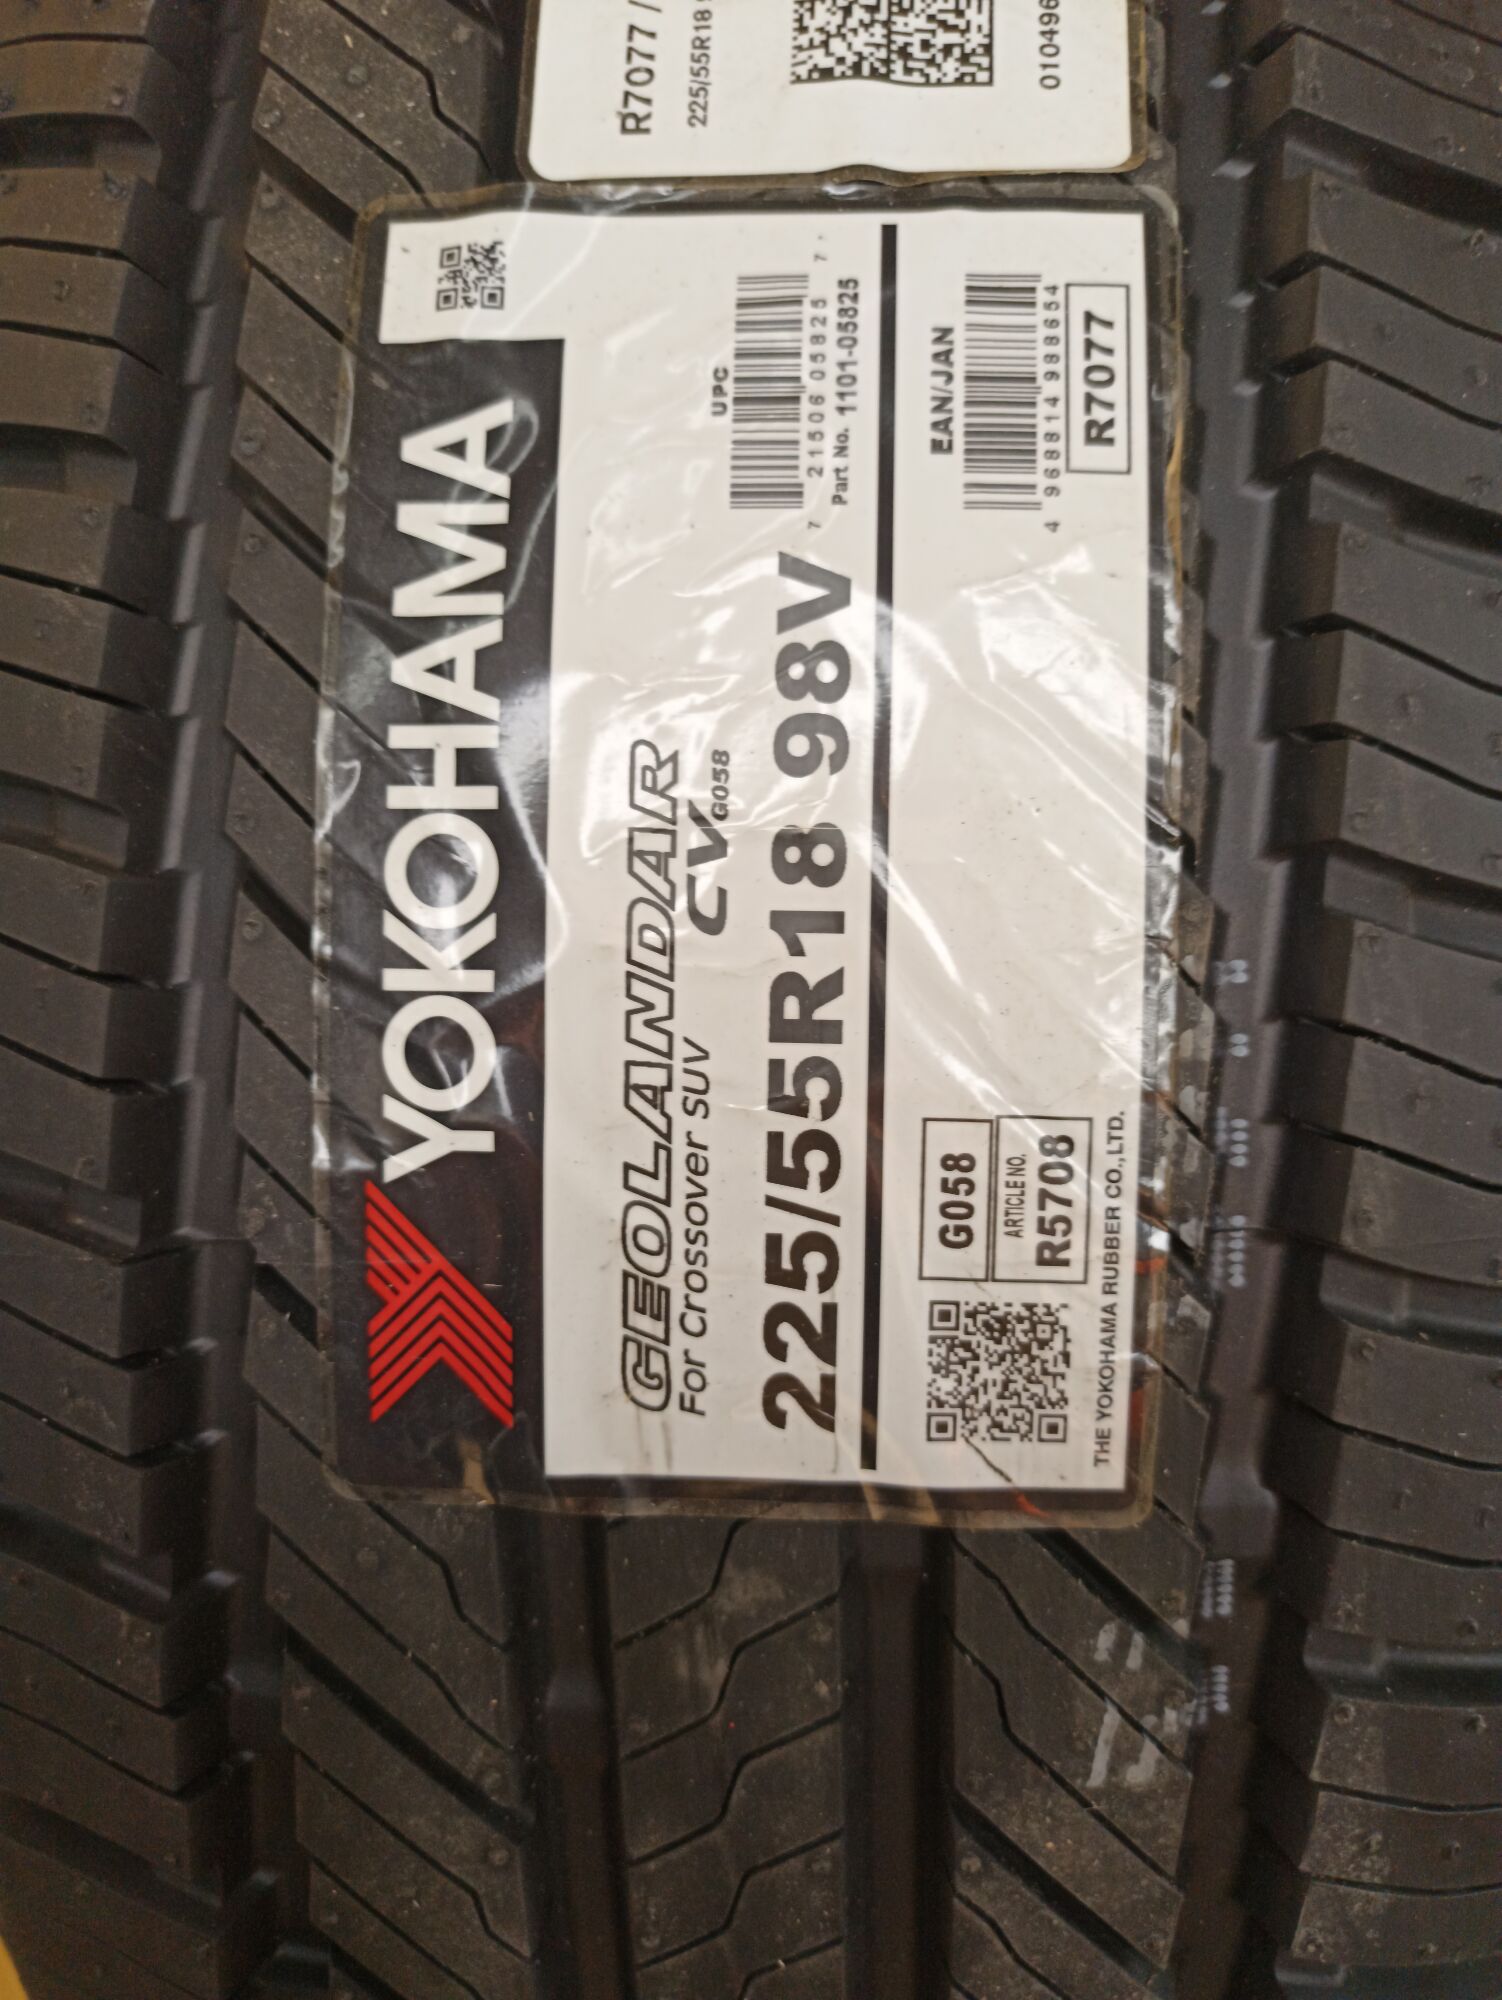 R7077 /
225/55R18
010496
YOKOHAMA
GEOLANDAR
For Crossover SUV
CV G058
225/55R18 98V
UPC
7 21506 05825 7
Part No. 1101-05825
EAN/JAN
4 968814 988654
R7077
G058
ARTICLE NO.
R5708
THE YOKOHAMA RUBBER CO.,LTD.